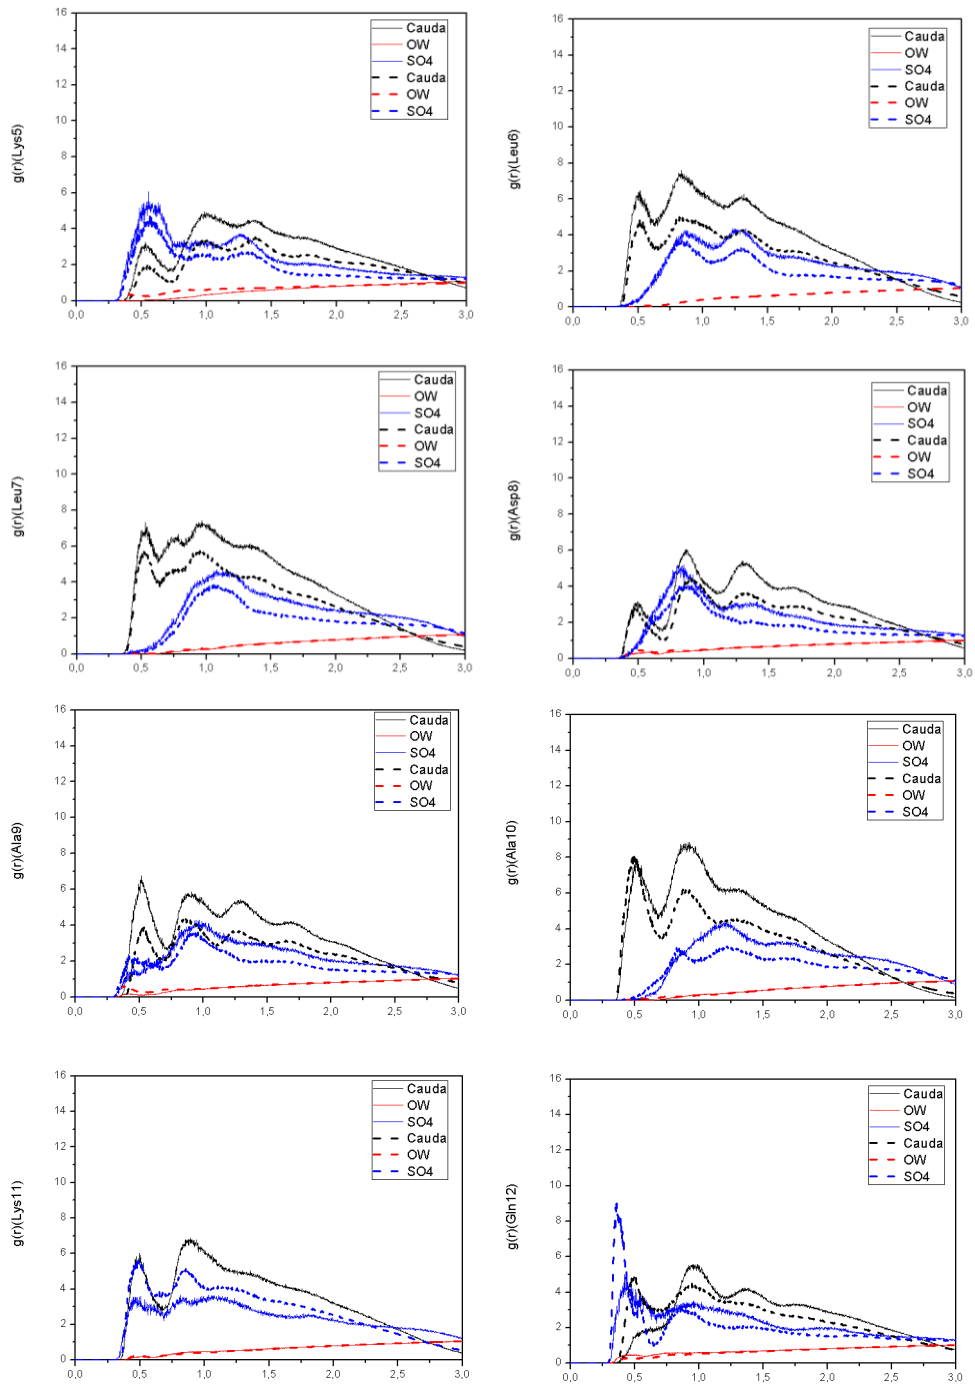 g(r)(Lys5)
16
14
12
10
8
6
4
2
0
0,0 0,5 1,0 1,5 2,0 2,5 3,0
Cauda
OW
SO4
Cauda
OW
SO4
g(r)(Leu6)
16
14
12
10
8
6
4
2
0
0,0 0,5 1,0 1,5 2,0 2,5 3,0
Cauda
OW
SO4
Cauda
OW
SO4
g(r)(Leu7)
16
14
12
10
8
6
4
2
0
0,0 0,5 1,0 1,5 2,0 2,5 3,0
Cauda
OW
SO4
Cauda
OW
SO4
g(r)(Asp8)
16
14
12
10
8
6
4
2
0
0,0 0,5 1,0 1,5 2,0 2,5 3,0
Cauda
OW
SO4
Cauda
OW
SO4
g(r)(Ala9)
16
14
12
10
8
6
4
2
0
0,0 0,5 1,0 1,5 2,0 2,5 3,0
Cauda
OW
SO4
Cauda
OW
SO4
g(r)(Ala10)
16
14
12
10
8
6
4
2
0
0,0 0,5 1,0 1,5 2,0 2,5 3,0
Cauda
OW
SO4
Cauda
OW
SO4
g(r)(Lys11)
16
14
12
10
8
6
4
2
0
0,0 0,5 1,0 1,5 2,0 2,5 3,0
Cauda
OW
SO4
Cauda
OW
SO4
g(r)(Gln12)
16
14
12
10
8
6
4
2
0
0,0 0,5 1,0 1,5 2,0 2,5 3,0
Cauda
OW
SO4
Cauda
OW
SO4